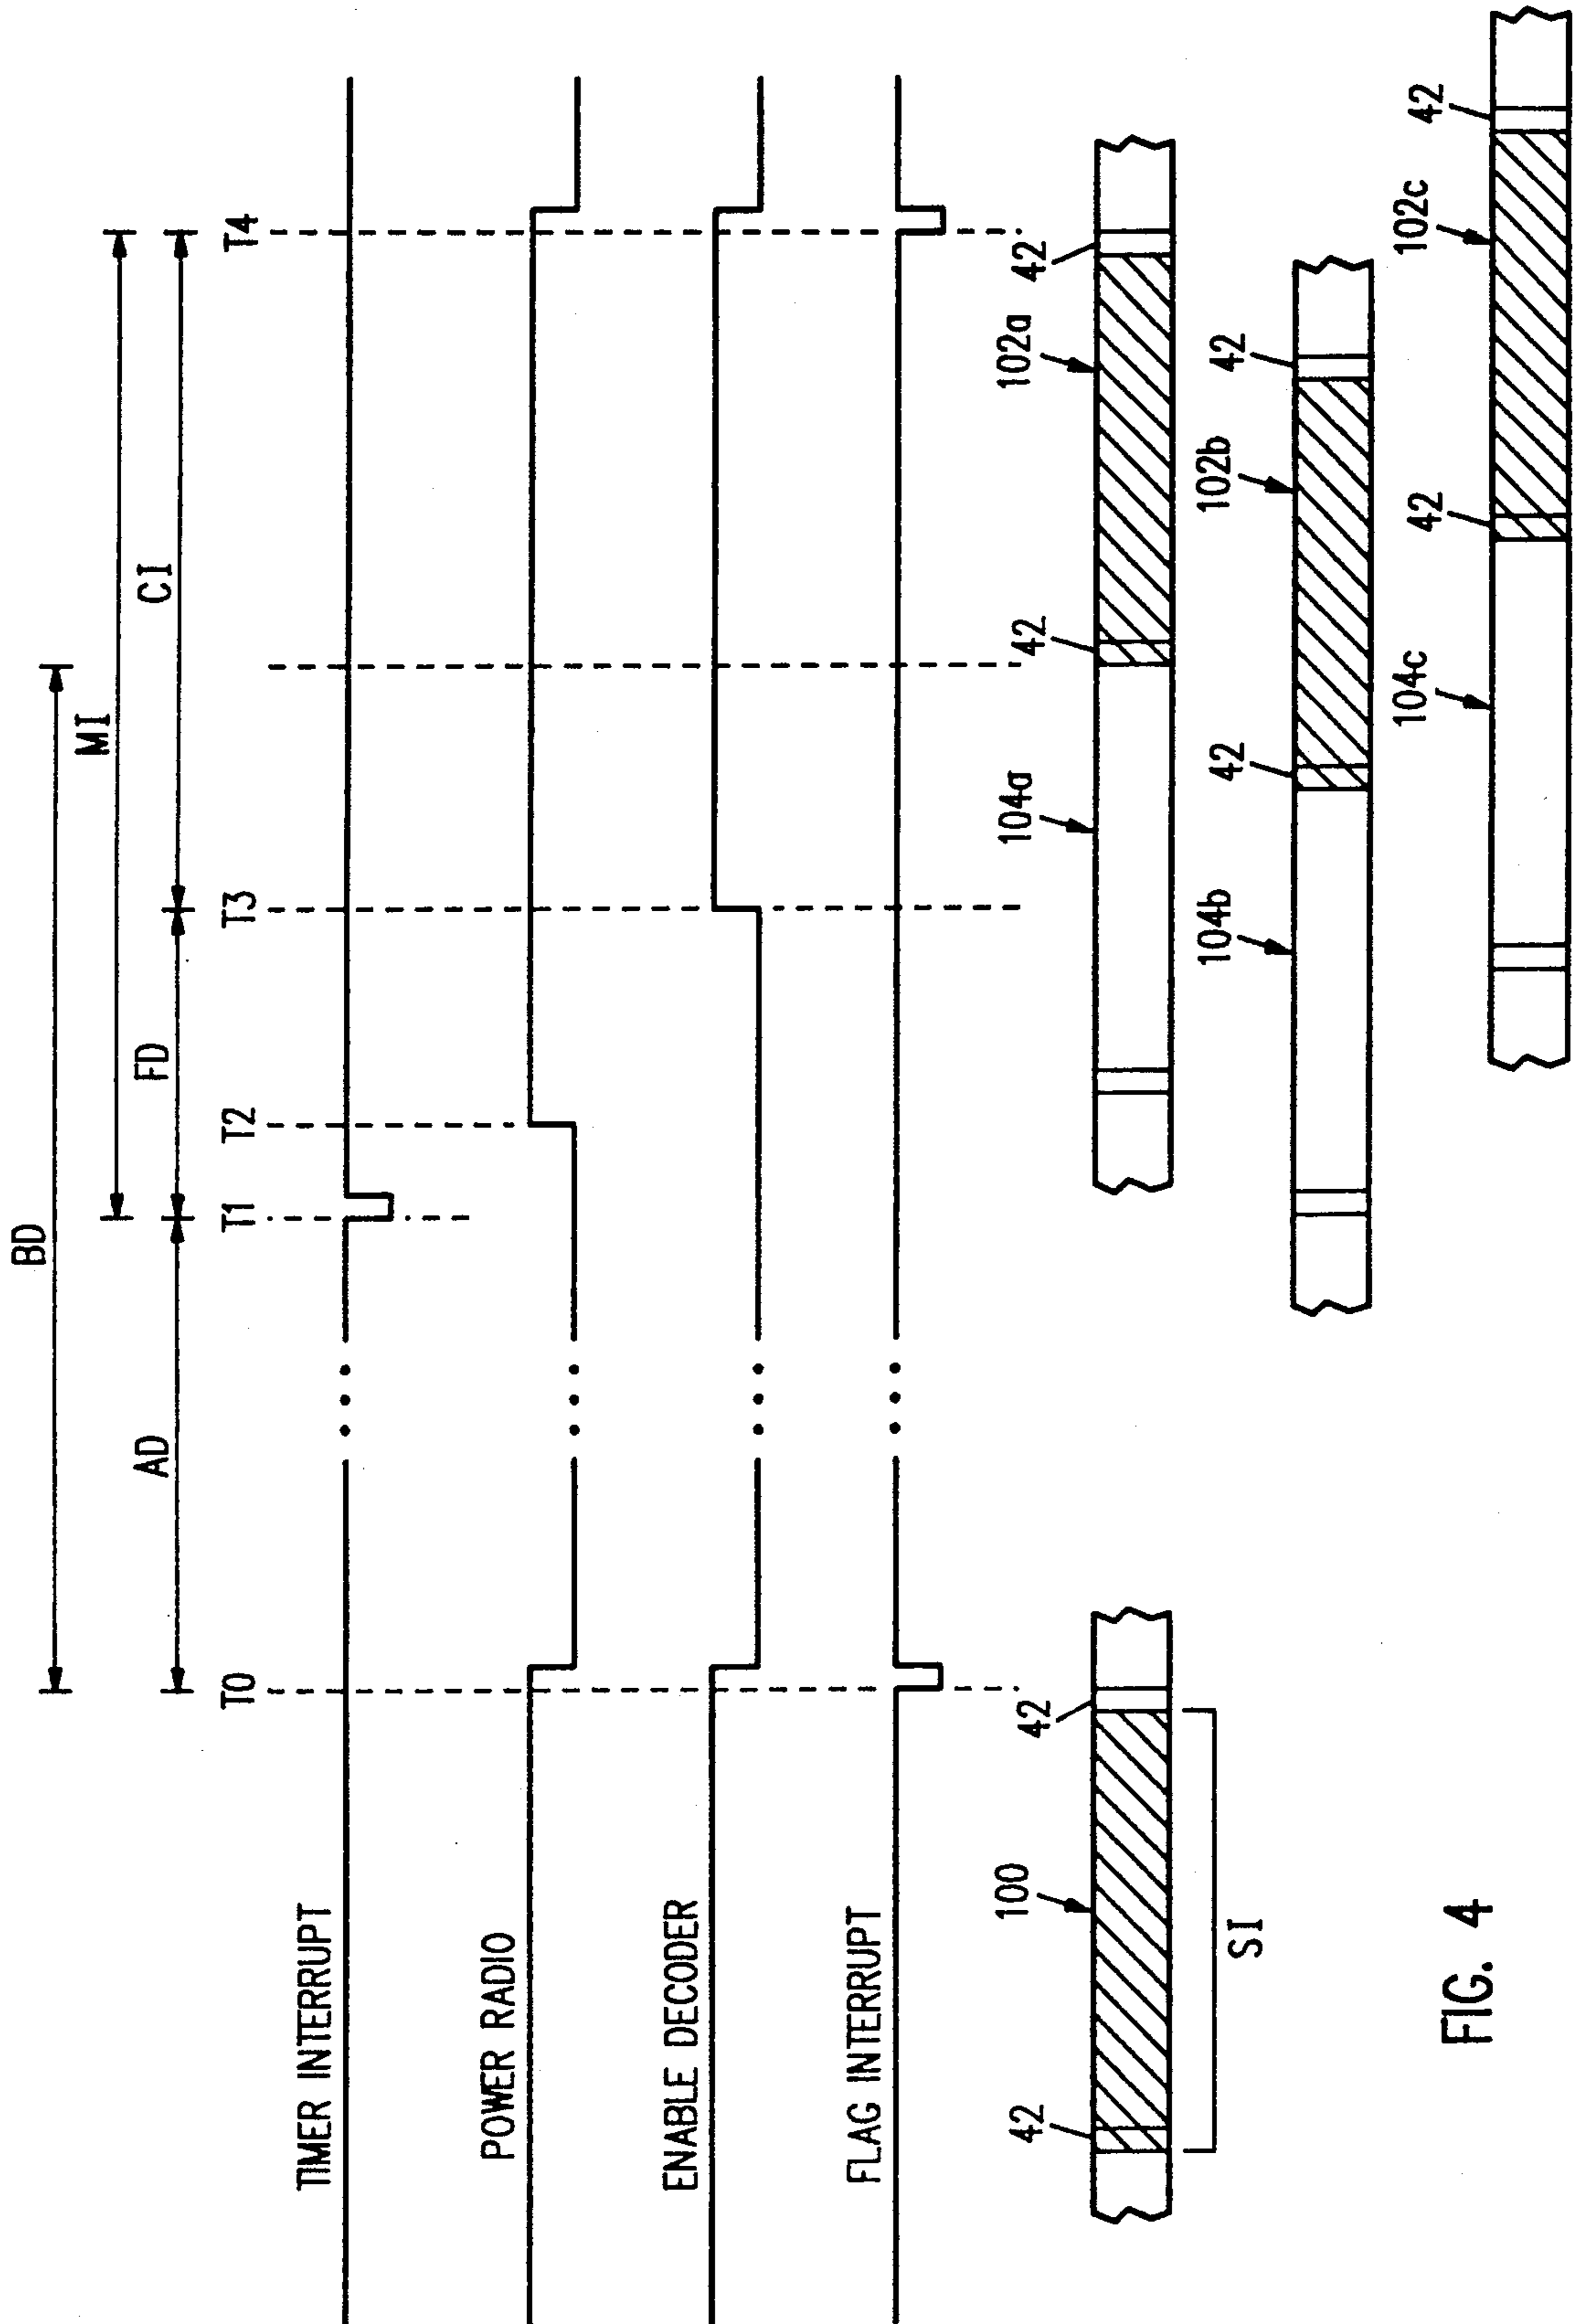 BD
MI
AD
FD
CI
T0
T1
T2
T3
T4
TIMER INTERRUPT
POWER RADIO
ENABLE DECODER
FLAG INTERRUPT
42
100
42
104a
42
102a
42
SI
104b
42
102b
42
104c
42
102c
42
FIG. 4